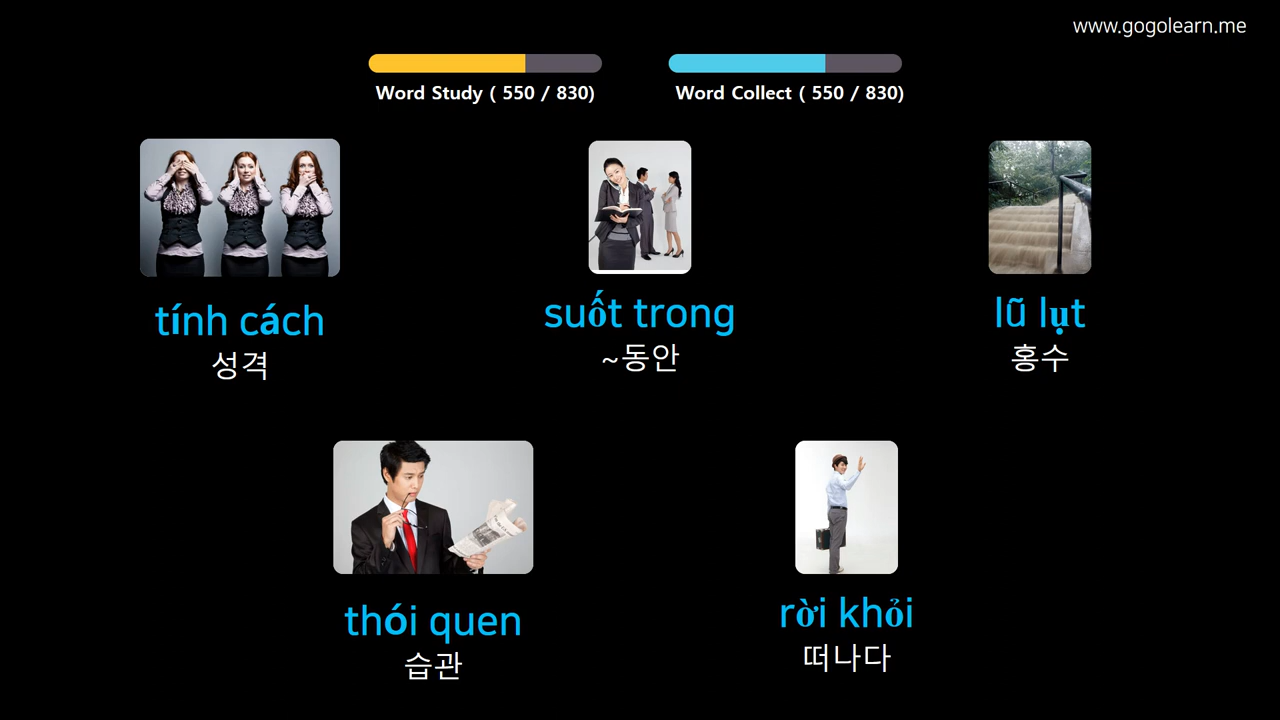 www.gogolearn.me
Word Study ( 550 / 830)
Word Collect ( 550 / 830)
tính cách
성격
suốt trong
~동안
lũ lụt
홍수
thói quen
습관
rời khỏi
떠나다